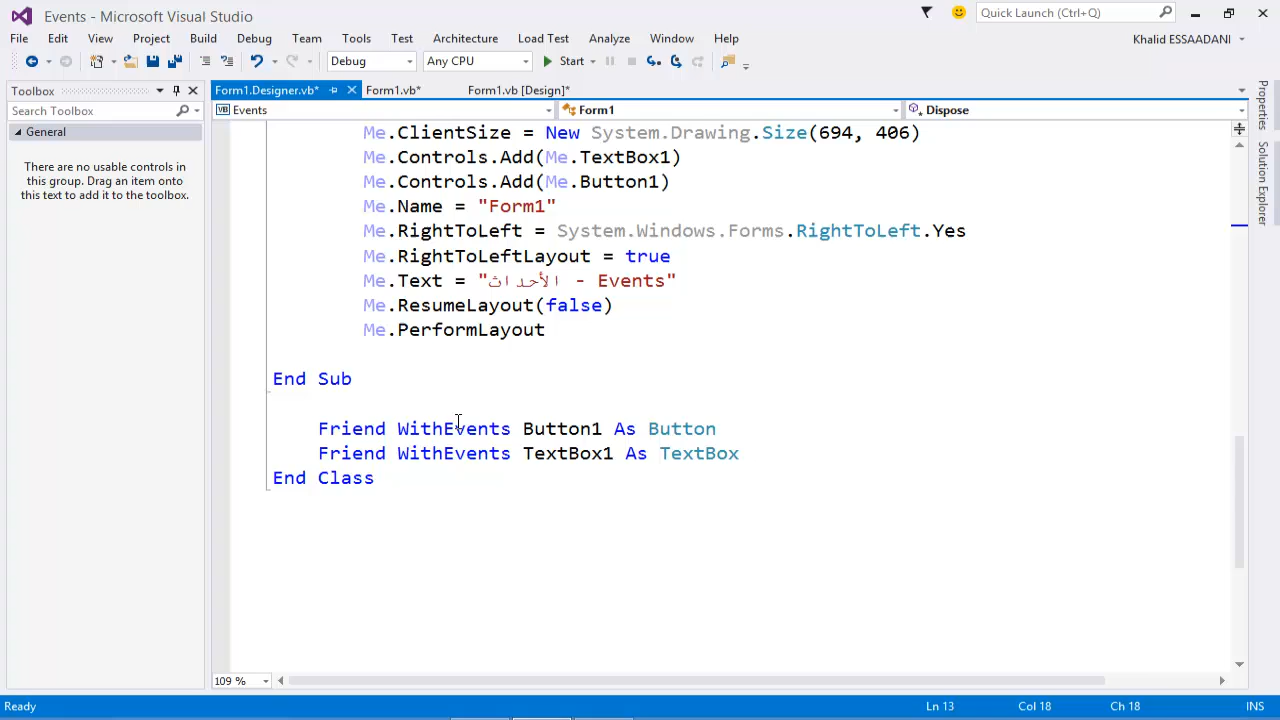 Events - Microsoft Visual Studio
Quick Launch (Ctrl+Q)
File Edit View Project Build Debug Team Tools Test Architecture Load Test Analyze Window Help
Khalid ESSAADANI
Debug Any CPU Start
Toolbox
Form1.Designer.vb* Form1.vb* Form1.vb [Design]*
Search Toolbox
Events Form1 Dispose
General
There are no usable controls in
this group. Drag an item onto
this text to add it to the toolbox.
Me.ClientSize = New System.Drawing.Size(694, 406)
Me.Controls.Add(Me.TextBox1)
Me.Controls.Add(Me.Button1)
Me.Name = "Form1"
Me.RightToLeft = System.Windows.Forms.RightToLeft.Yes
Me.RightToLeftLayout = true
Me.Text = "الأحداث - Events"
Me.ResumeLayout(false)
Me.PerformLayout
End Sub
Friend WithEvents Button1 As Button
Friend WithEvents TextBox1 As TextBox
End Class
Properties
Solution Explorer
109 %
Ready Ln 13 Col 18 Ch 18 INS